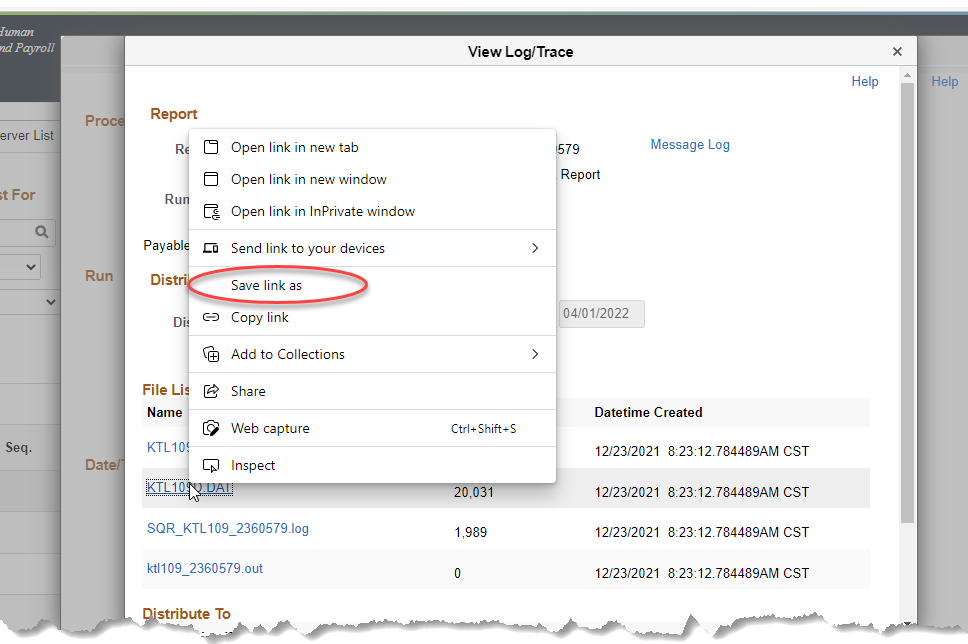 Human
nd Payroll
View Log/Trace
Help
Help
Report
Proce
erver List
579
Message Log
Report
Run
st For
Payable
Run
Distri
Dis
04/01/2022
Open link in new tab
Open link in new window
Open link in InPrivate window
Send link to your devices
Save link as
Copy link
Add to Collections
Share
Web capture Ctrl+Shift+S
Inspect
File Lis
Name Datetime Created
Seq.
KTL109 12/23/2021 8:23:12.784489AM CST
Date/T
20,031 12/23/2021 8:23:12.784489AM CST
SQR_KTL109_2360579.log 1,989 12/23/2021 8:23:12.784489AM CST
ktl109_2360579.out 0 12/23/2021 8:23:12.784489AM CST
Distribute To